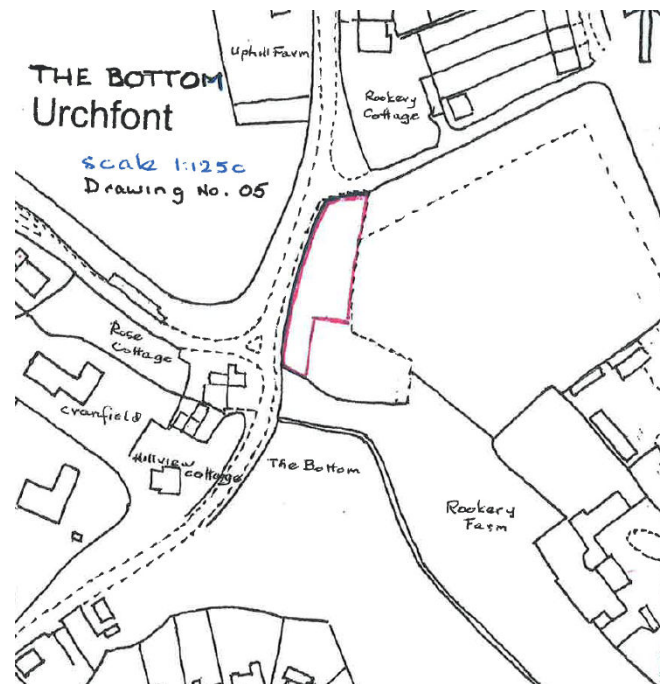 Uphill Farm
THE BOTTOM
Urchfont
Rookery
Cottage
scale 1:125c
Drawing No. 05
Rose
Cottage
Cranfield
Hillview
cottage
The Bottom
Rookery
Farm